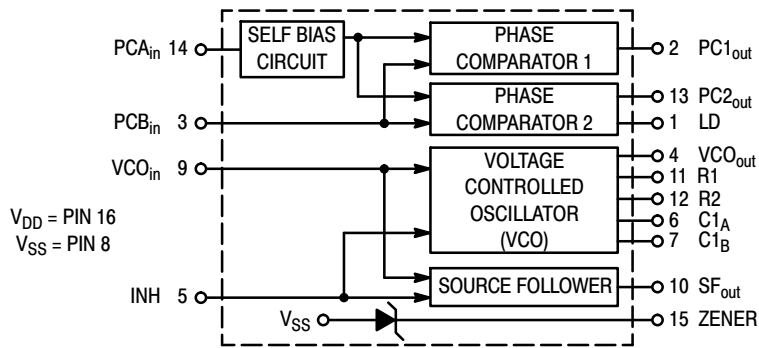 PCAin 14
SELF BIAS
CIRCUIT
PHASE
COMPARATOR 1
2 PC1out
PCBin 3
PHASE
COMPARATOR 2
13 PC2out
1 LD
VCOin 9
VOLTAGE
CONTROLLED
OSCILLATOR
(VCO)
4 VCOout
11 R1
12 R2
6 C1A
7 C1B
VDD = PIN 16
VSS = PIN 8
INH 5
SOURCE FOLLOWER
10 SFout
VSS
15 ZENER